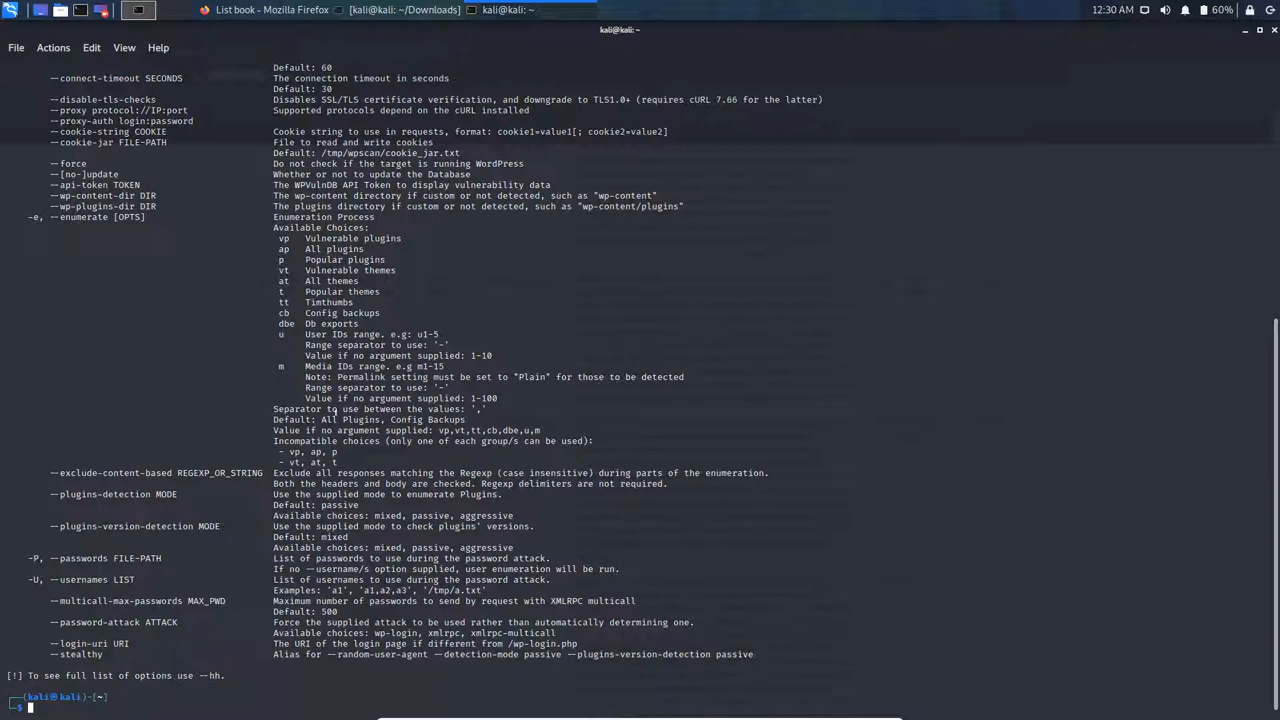 List book - Mozilla Firefox
[kali@kali: ~/Downloads]
kali@kali: ~
12:30 AM
60%
kali@kali: ~
File Actions Edit View Help
Default: 60
--connect-timeout SECONDS The connection timeout in seconds
Default: 30
--disable-tls-checks Disables SSL/TLS certificate verification, and downgrade to TLS1.0+ (requires cURL 7.66 for the latter)
--proxy protocol://IP:port Supported protocols depend on the cURL installed
--proxy-auth login:password
--cookie-string COOKIE Cookie string to use in requests, format: cookie1=value1[; cookie2=value2]
--cookie-jar FILE-PATH File to read and write cookies
Default: /tmp/wpscan/cookie_jar.txt
--force Do not check if the target is running WordPress
--[no-]update Whether or not to update the Database
--api-token TOKEN The WPVulnDB API Token to display vulnerability data
--wp-content-dir DIR The wp-content directory if custom or not detected, such as "wp-content"
--wp-plugins-dir DIR The plugins directory if custom or not detected, such as "wp-content/plugins"
-e, --enumerate [OPTS] Enumeration Process
Available Choices:
vp Vulnerable plugins
ap All plugins
p Popular plugins
vt Vulnerable themes
at All themes
t Popular themes
tt Timthumbs
cb Config backups
dbe Db exports
u User IDs range. e.g: u1-5
Range separator to use: '-'
Value if no argument supplied: 1-10
m Media IDs range. e.g m1-15
Note: Permalink setting must be set to "Plain" for those to be detected
Range separator to use: '-'
Value if no argument supplied: 1-100
Separator to use between the values: ','
Default: All Plugins, Config Backups
Value if no argument supplied: vp,vt,tt,cb,dbe,u,m
Incompatible choices (only one of each group/s can be used):
- vp, ap, p
- vt, at, t
--exclude-content-based REGEXP_OR_STRING Exclude all responses matching the Regexp (case insensitive) during parts of the enumeration.
Both the headers and body are checked. Regexp delimiters are not required.
--plugins-detection MODE Use the supplied mode to enumerate Plugins.
Default: passive
Available choices: mixed, passive, aggressive
--plugins-version-detection MODE Use the supplied mode to check plugins' versions.
Default: mixed
Available choices: mixed, passive, aggressive
-P, --passwords FILE-PATH List of passwords to use during the password attack.
If no --username/s option supplied, user enumeration will be run.
-U, --usernames LIST List of usernames to use during the password attack.
Examples: 'a1', 'a1,a2,a3', '/tmp/a.txt'
--multicall-max-passwords MAX_PWD Maximum number of passwords to send by request with XMLRPC multicall
Default: 500
--password-attack ATTACK Force the supplied attack to be used rather than automatically determining one.
Available choices: wp-login, xmlrpc, xmlrpc-multicall
--login-uri URI The URI of the login page if different from /wp-login.php
--stealthy Alias for --random-user-agent --detection-mode passive --plugins-version-detection passive
[!] To see full list of options use --hh.
┌──(kali㉿kali)-[~]
└─$